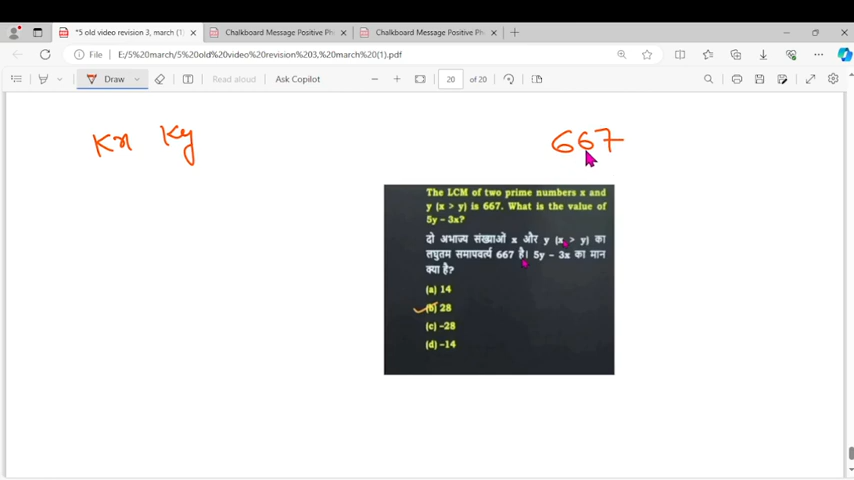 *5 old video revision 3, march (1)
Chalkboard Message Positive Ph
Chalkboard Message Positive Ph
File
E:/5%20march/5%20old%20video%20revision%203,%20march%20(1).pdf
Draw
Read aloud
Ask Copilot
20
of 20
Kx Ky
667
The LCM of two prime numbers x and
y (x > y) is 667. What is the value of
5y – 3x?
दो अभाज्य संख्याओं x और y (x > y) का
लघुतम समापवर्त्य 667 है। 5y – 3x का मान
क्या है?
(a) 14
(b) 28
(c) –28
(d) –14